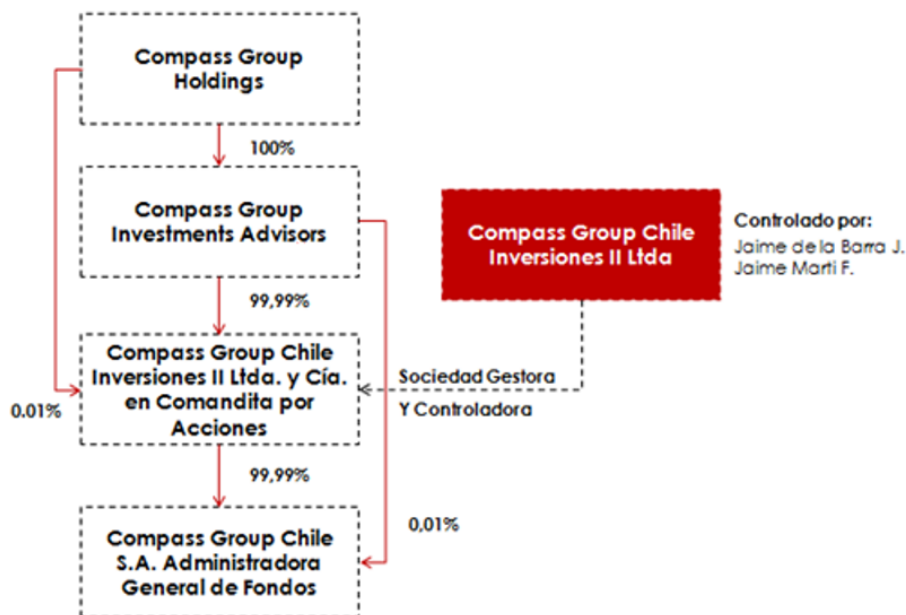 Compass Group
Holdings
100%
Compass Group
Investments Advisors
Compass Group Chile
Inversiones II Ltda
Controlado por:
Jaime de la Barra J.
Jaime Marti F.
99,99%
Compass Group Chile
Inversiones II Ltda. y Cía.
en Comandita por
Acciones
Sociedad Gestora
Y Controladora
0.01%
99,99%
0,01%
Compass Group Chile
S.A. Administradora
General de Fondos